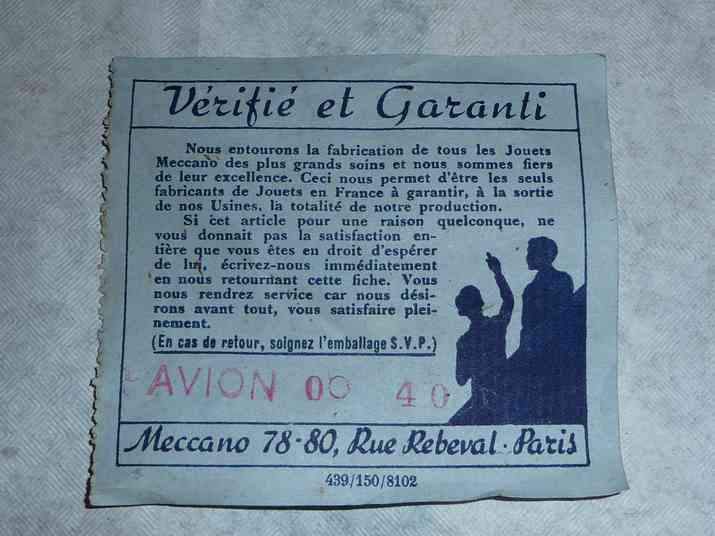 Vérifié et Garanti
Nous entourons la fabrication de tous les Jouets
Meccano des plus grands soins et nous sommes fiers
de leur excellence. Ceci nous permet d'être les seuls
fabricants de Jouets en France à garantir, à la sortie
de nos Usines, la totalité de notre production.
Si cet article pour une raison quelconque, ne
vous donnait pas la satisfaction en-
tière que vous êtes en droit d'espérer
de lui, écrivez-nous immédiatement
en nous retournant cette fiche. Vous
nous rendrez service car nous dési-
rons avant tout, vous satisfaire plei-
nement.
(En cas de retour, soignez l'emballage S.V.P.)
AVION 00 40
Meccano 78-80, Rue Rebeval - Paris
439/150/8102